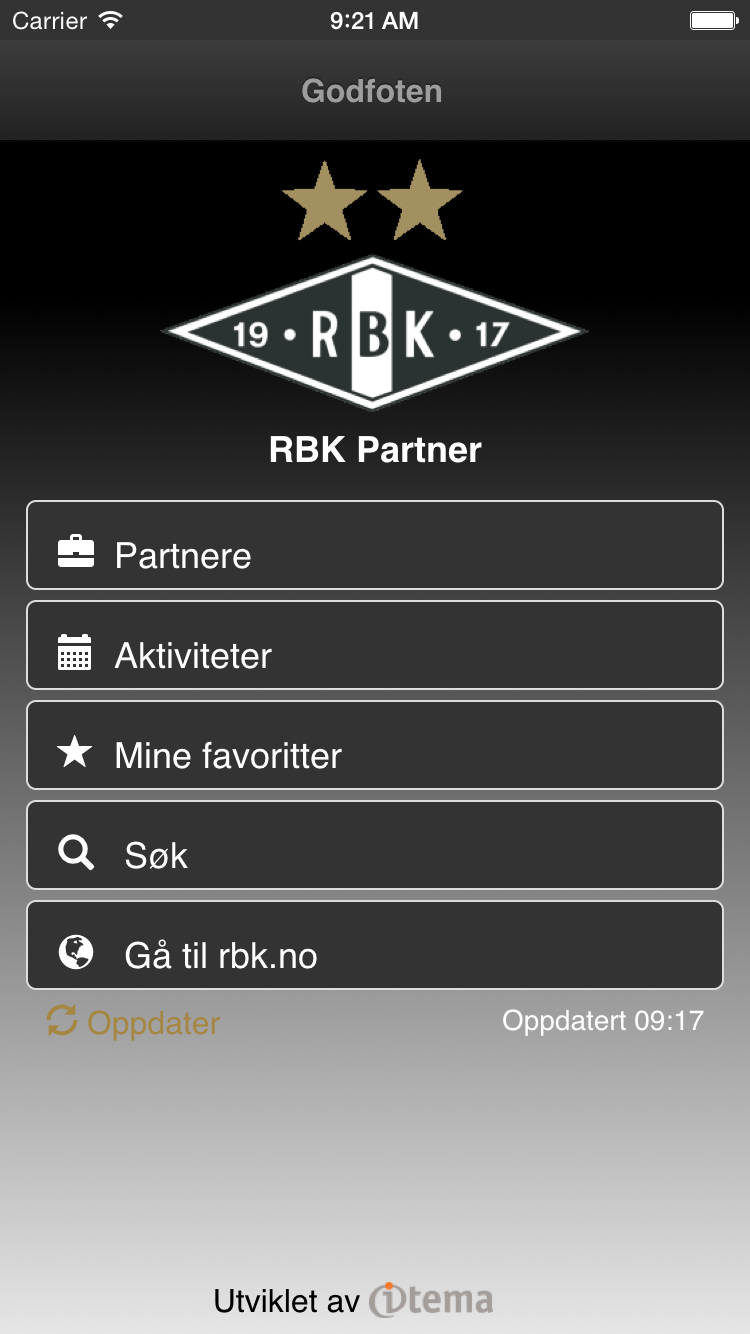 Carrier 9:21 AM
Godfoten
19 • RBK • 17
RBK Partner
Partnere
Aktiviteter
Mine favoritter
Søk
Gå til rbk.no
Oppdater Oppdatert 09:17
Utviklet av itema